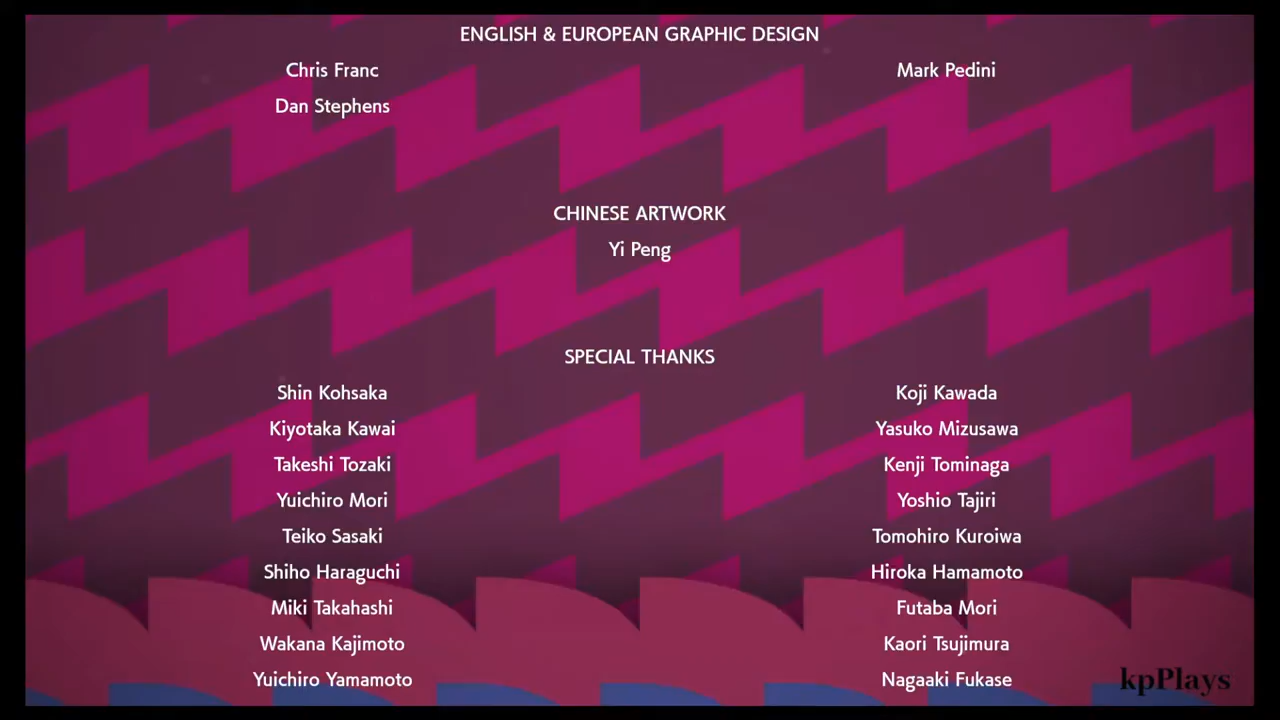 ENGLISH & EUROPEAN GRAPHIC DESIGN
Chris Franc Mark Pedini
Dan Stephens
CHINESE ARTWORK
Yi Peng
SPECIAL THANKS
Shin Kohsaka Koji Kawada
Kiyotaka Kawai Yasuko Mizusawa
Takeshi Tozaki Kenji Tominaga
Yuichiro Mori Yoshio Tajiri
Teiko Sasaki Tomohiro Kuroiwa
Shiho Haraguchi Hiroka Hamamoto
Miki Takahashi Futaba Mori
Wakana Kajimoto Kaori Tsujimura
Yuichiro Yamamoto Nagaaki Fukase
kpPlays